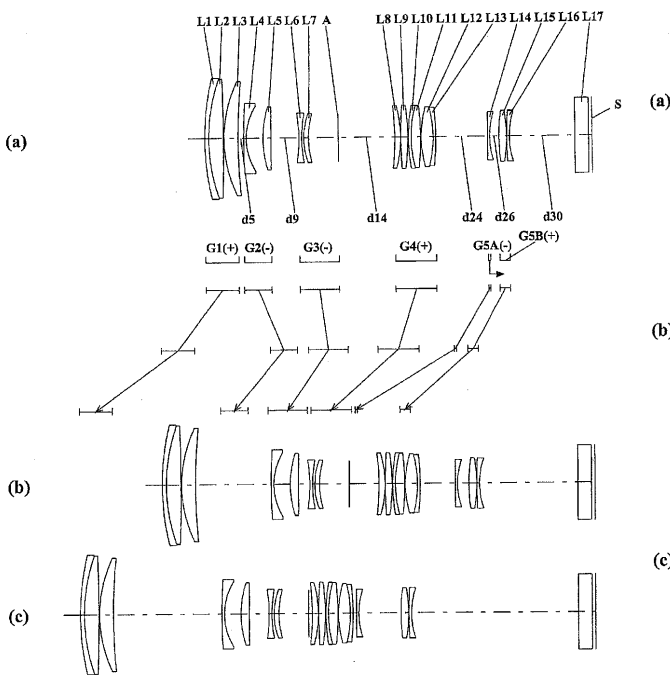 L1 L2 L3 L4 L5 L6 L7 A L8 L9 L10 L11 L12 L13 L14 L15 L16 L17
(a) S (a)
d5 d9 d14 d24 d26 d30
G1(+) G2(-) G3(-) G4(+) G5A(-) G5B(+)
(b)
(b)
(c)
(c)